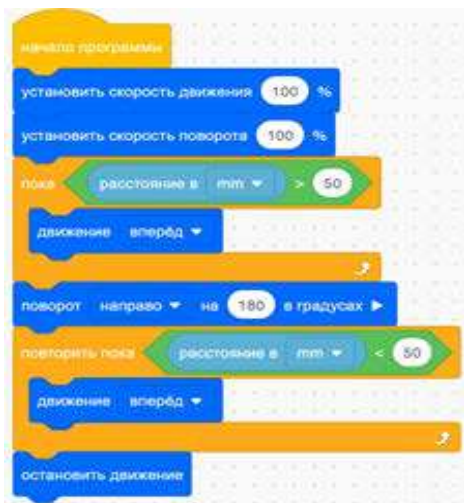 начало программы
установить скорость движения 100 %
установить скорость поворота 100 %
пока расстояние в mm > 50
движение вперёд
поворот направо на 180 в градусах
повторить пока расстояние в mm < 50
движение вперёд
остановить движение